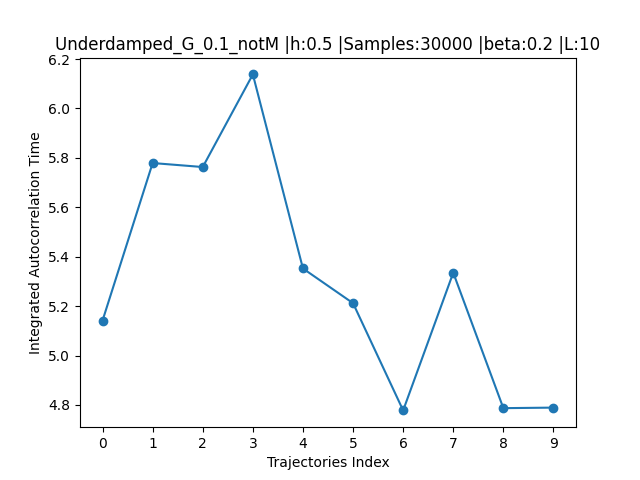 Underdamped_G_0.1_notM |h:0.5 |Samples:30000 |beta:0.2 |L:10
Integrated Autocorrelation Time
6.2
6.0
5.8
5.6
5.4
5.2
5.0
4.8
0 1 2 3 4 5 6 7 8 9
Trajectories Index